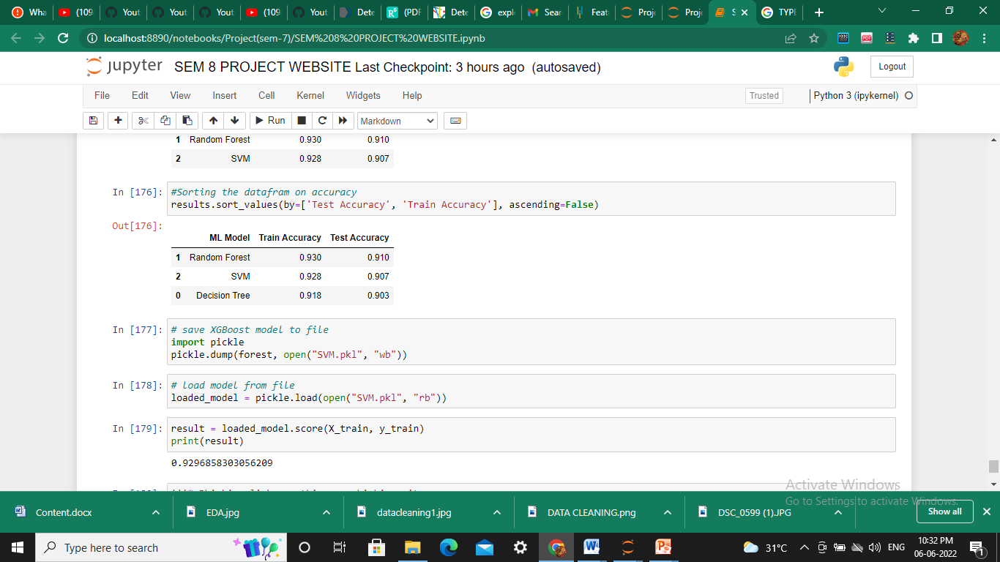 Wha
(109
Yout
Yout
Yout
(109
Yout
Dete
(PDF
Dete
expl
Sear
Feat
Proje
Proje
S
TYPE
localhost:8890/notebooks/Project(sem-7)/SEM%208%20PROJECT%20WEBSITE.ipynb
jupyter SEM 8 PROJECT WEBSITE Last Checkpoint: 3 hours ago (autosaved)
Logout
File Edit View Insert Cell Kernel Widgets Help
Trusted Python 3 (ipykernel)
Run Markdown
1 Random Forest 0.930 0.910
2 SVM 0.928 0.907
In [176]: #Sorting the datafram on accuracy
results.sort_values(by=['Test Accuracy', 'Train Accuracy'], ascending=False)
Out[176]:
ML Model Train Accuracy Test Accuracy
1 Random Forest 0.930 0.910
2 SVM 0.928 0.907
0 Decision Tree 0.918 0.903
In [177]: # save XGBoost model to file
import pickle
pickle.dump(forest, open("SVM.pkl", "wb"))
In [178]: # load model from file
loaded_model = pickle.load(open("SVM.pkl", "rb"))
In [179]: result = loaded_model.score(X_train, y_train)
print(result)
0.9296858303056209
Activate Windows
Go to Settings to activate Windows.
Content.docx
EDA.jpg
datacleaning1.jpg
DATA CLEANING.png
DSC_0599 (1).JPG
Show all
Type here to search
31°C
ENG
10:32 PM
06-06-2022
1